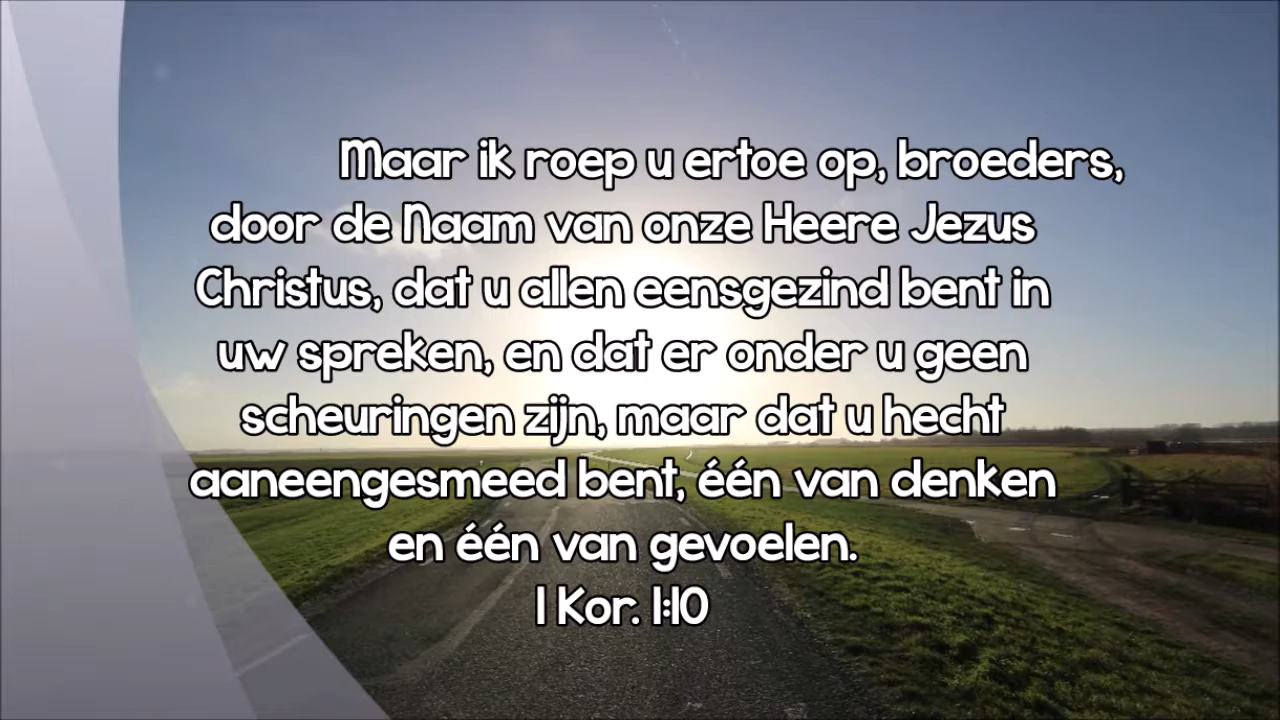 Maar ik roep u ertoe op, broeders,
door de Naam van onze Heere Jezus
Christus, dat u allen eensgezind bent in
uw spreken, en dat er onder u geen
scheuringen zijn, maar dat u hecht
aaneengesmeed bent, één van denken
en één van gevoelen.
1 Kor. 1:10